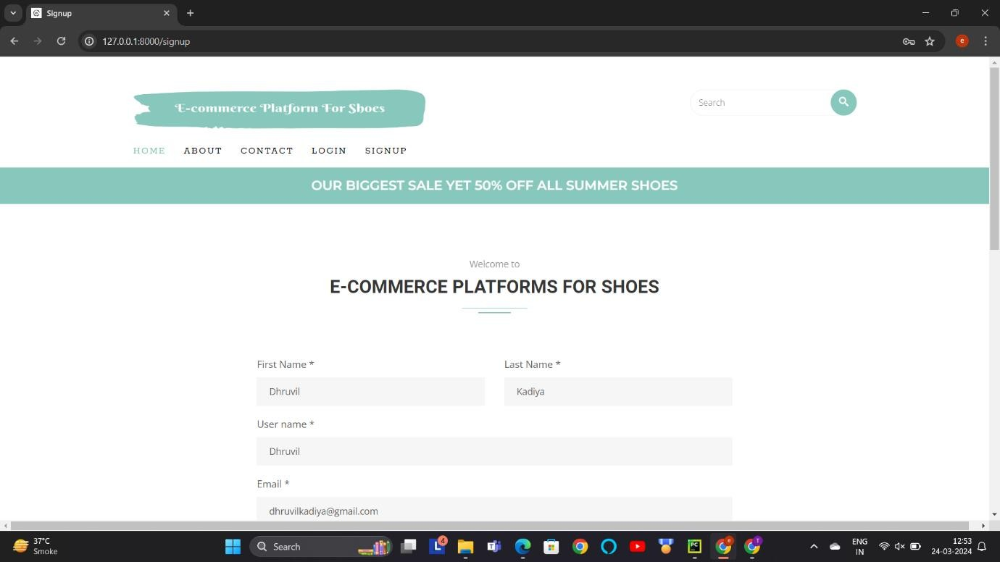 Signup
127.0.0.1:8000/signup
e
E-commerce Platform For Shoes
Search
HOME ABOUT CONTACT LOGIN SIGNUP
OUR BIGGEST SALE YET 50% OFF ALL SUMMER SHOES
Welcome to
E-COMMERCE PLATFORMS FOR SHOES
First Name * Last Name *
Dhruvil Kadiya
User name *
Dhruvil
Email *
dhruvilkadiya@gmail.com
37°C
Smoke
Search
L 4
PC
e
T
ENG
IN
12:53
24-03-2024